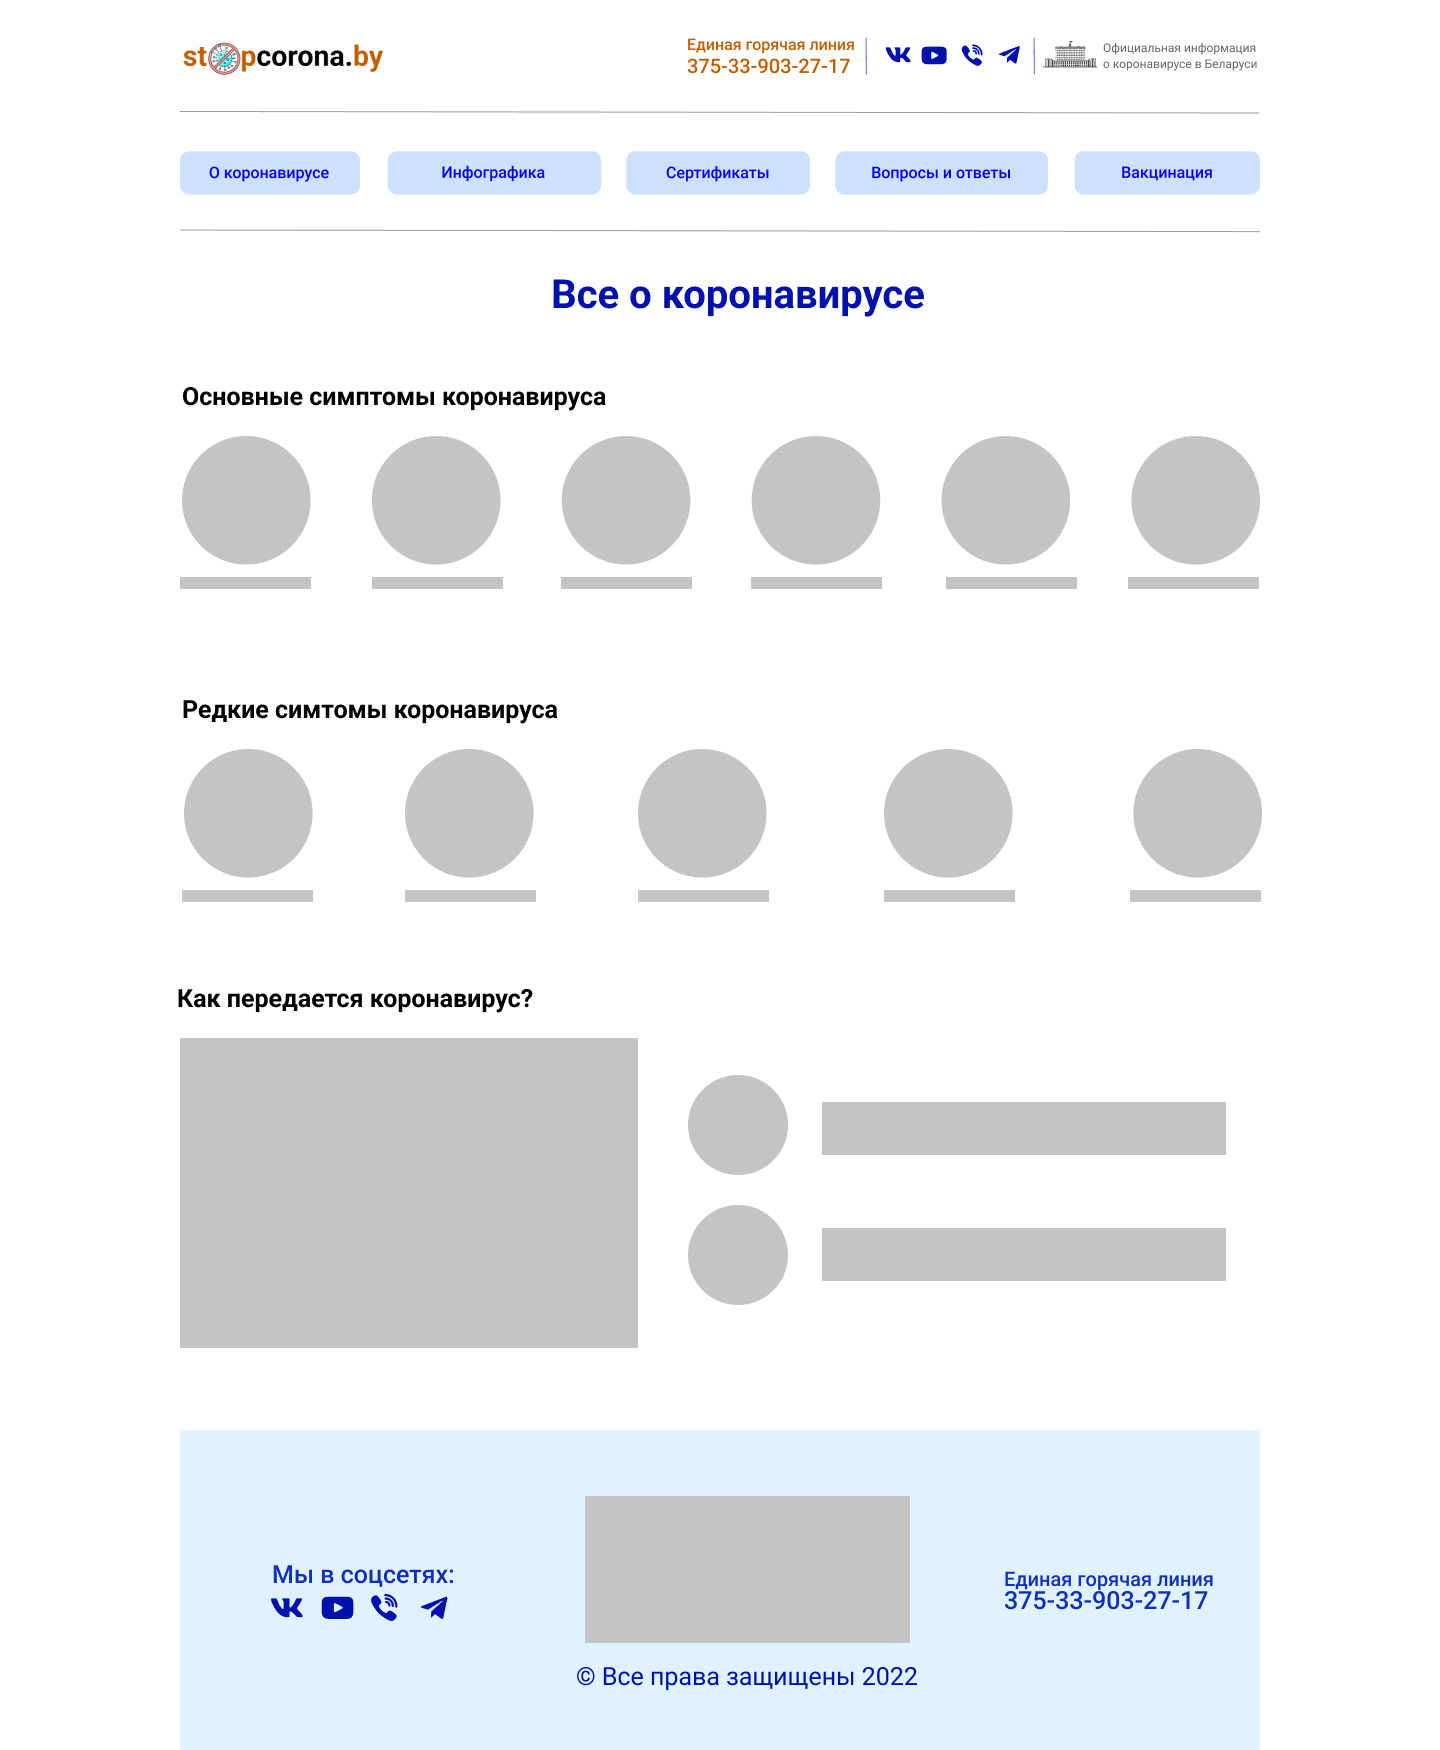 stopcorona.by
Единая горячая линия
375-33-903-27-17
Официальная информация
о коронавирусе в Беларуси
О коронавирусе
Инфографика
Сертификаты
Вопросы и ответы
Вакцинация
Все о коронавирусе
Основные симптомы коронавируса
Редкие симтомы коронавируса
Как передается коронавирус?
Мы в соцсетях:
Единая горячая линия
375-33-903-27-17
© Все права защищены 2022